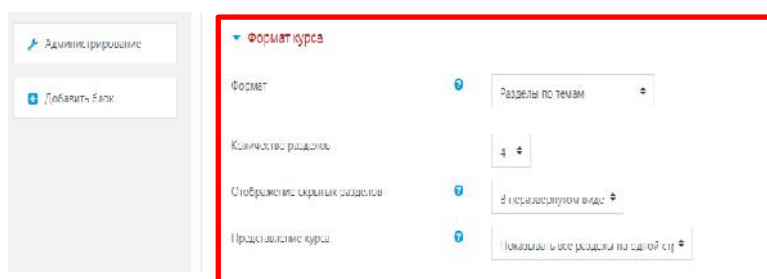 Администрирование
Добавить блок
Формат курса
Формат
Разделы по темам
Количество разделов
4
Отображение скрытых разделов
В неразвернутом виде
Представление курса
Показывать все разделы на одной стр